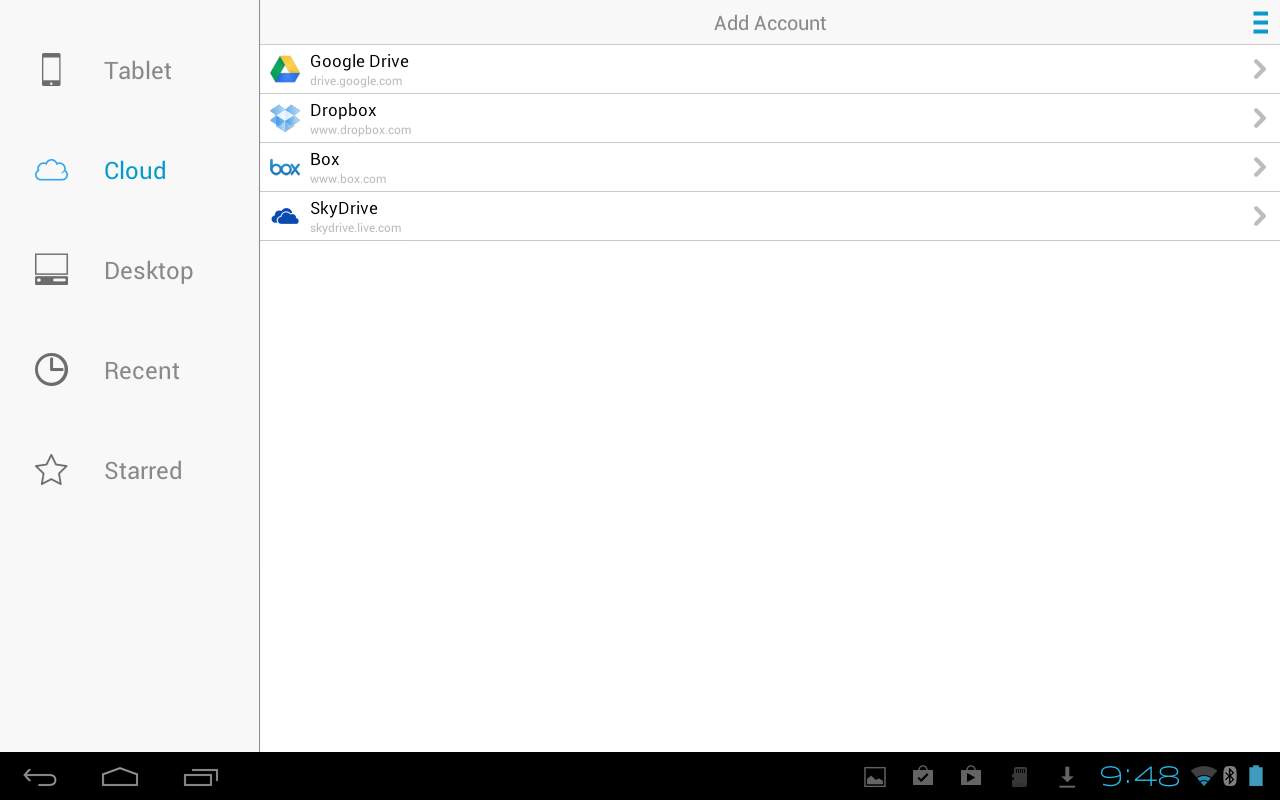 Tablet
Cloud
Desktop
Recent
Starred
Add Account
Google Drive
drive.google.com
Dropbox
www.dropbox.com
box
Box
www.box.com
SkyDrive
skydrive.live.com
9:48